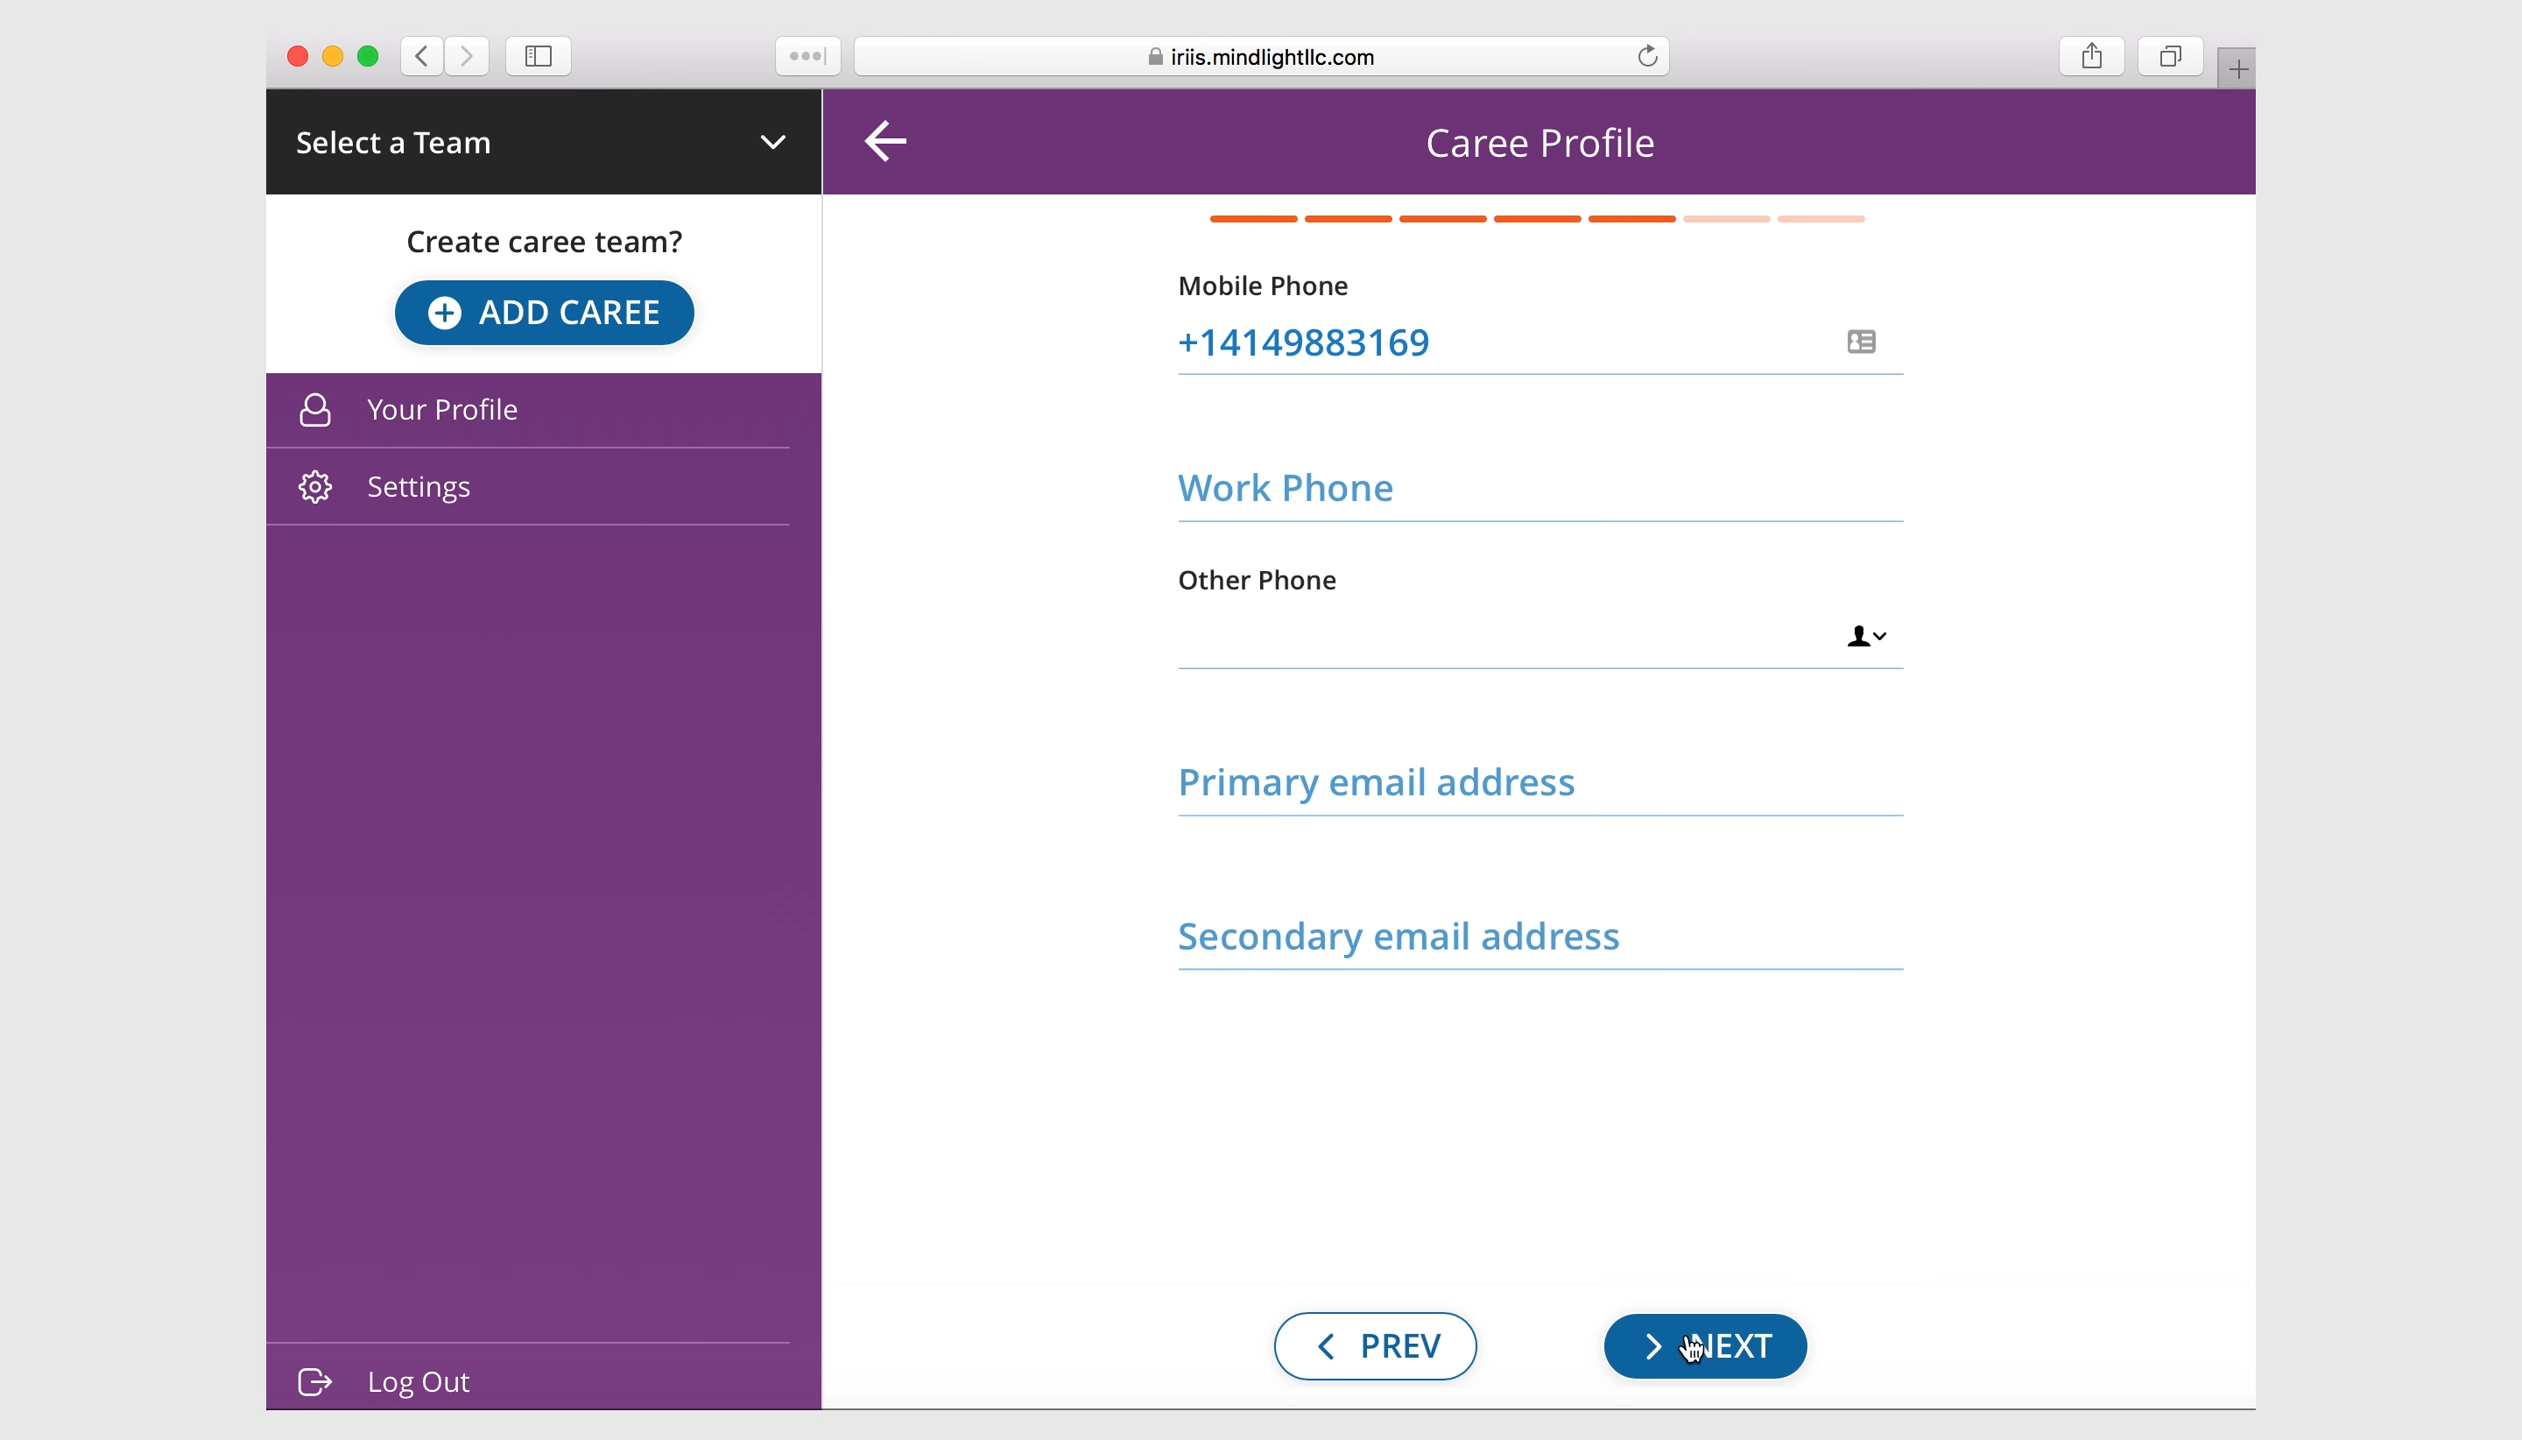 iriis.mindlightllc.com
Select a Team
Caree Profile
Create caree team?
ADD CAREE
Your Profile
Settings
Log Out
Mobile Phone
+14149883169
Work Phone
Other Phone
Primary email address
Secondary email address
PREV
NEXT